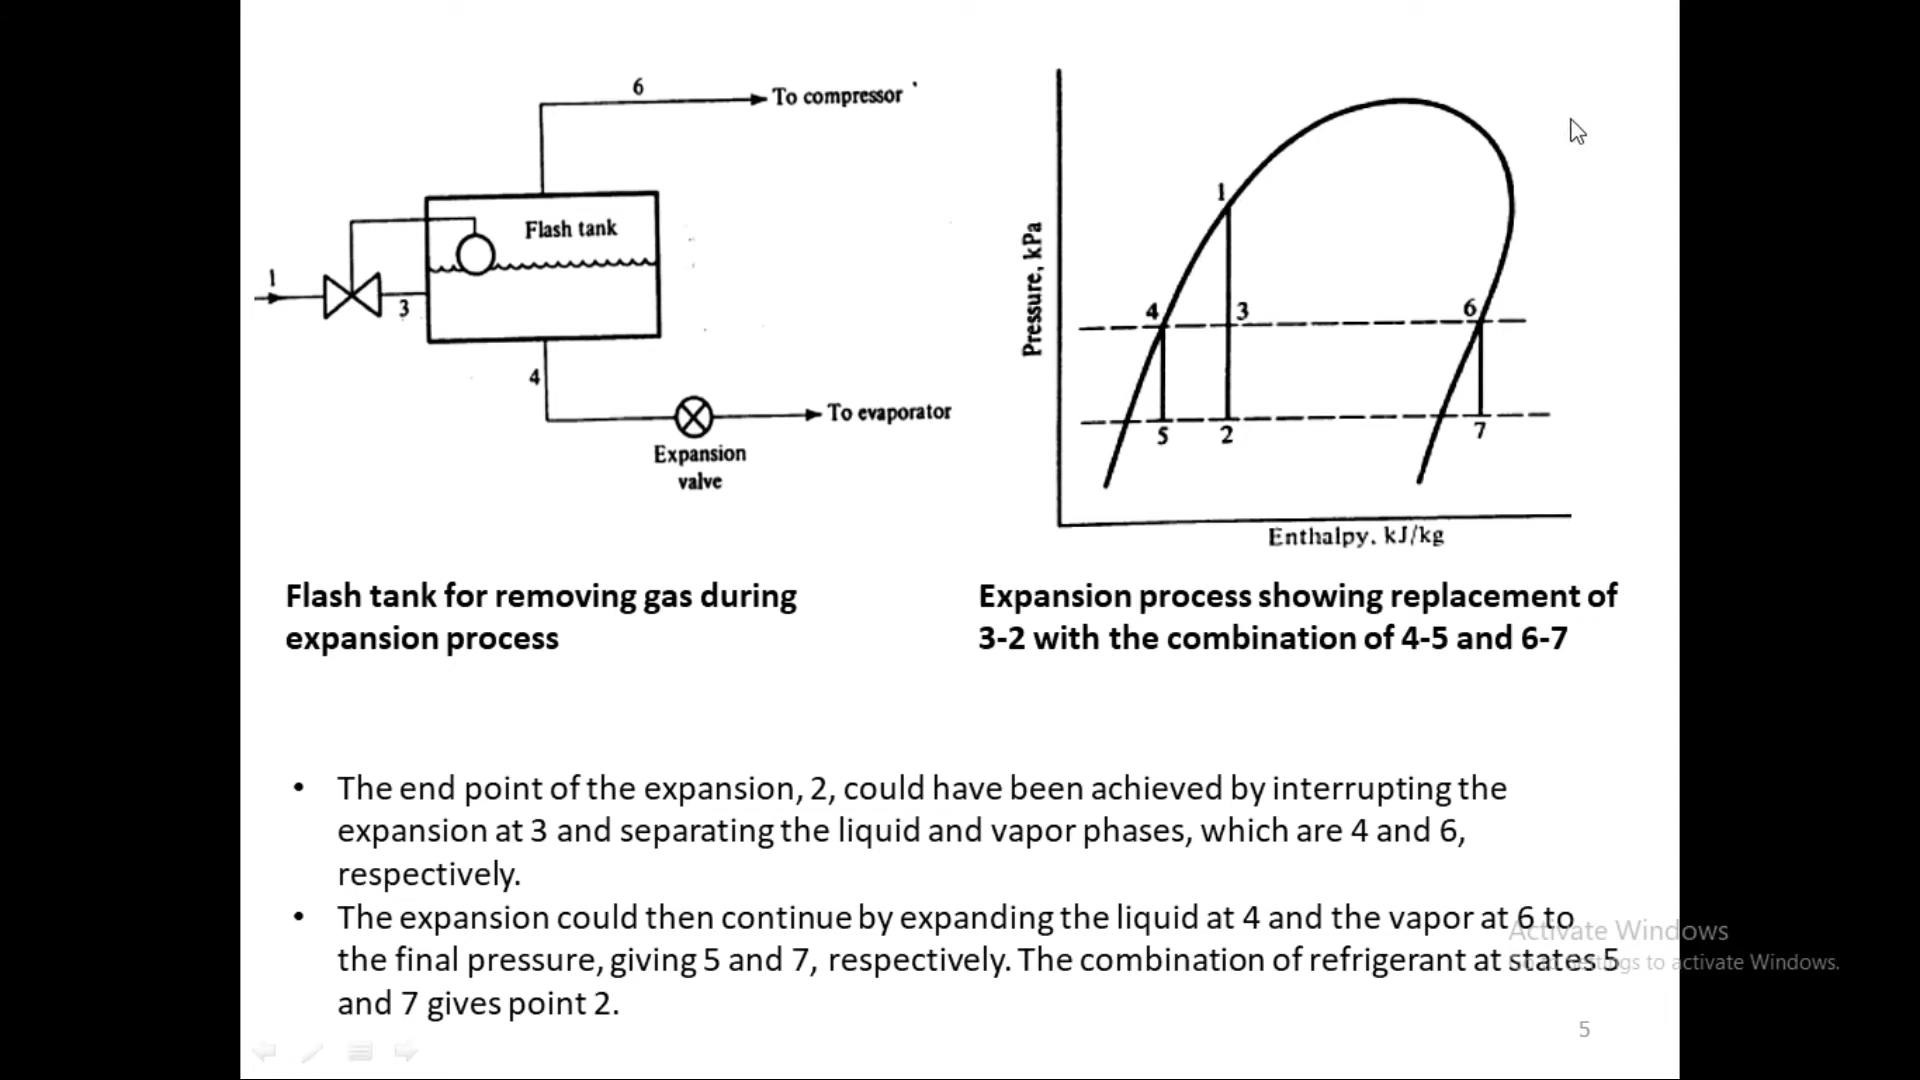 6
To compressor
Flash tank
1
3
4
To evaporator
Expansion
valve
Pressure, kPa
1
4
3
6
5
2
7
Enthalpy, kJ/kg
Flash tank for removing gas during
expansion process
Expansion process showing replacement of
3-2 with the combination of 4-5 and 6-7
• The end point of the expansion, 2, could have been achieved by interrupting the
expansion at 3 and separating the liquid and vapor phases, which are 4 and 6,
respectively.
• The expansion could then continue by expanding the liquid at 4 and the vapor at 6 to
the final pressure, giving 5 and 7, respectively. The combination of refrigerant at states 5
and 7 gives point 2.
Activate Windows
Go to Settings to activate Windows.
5